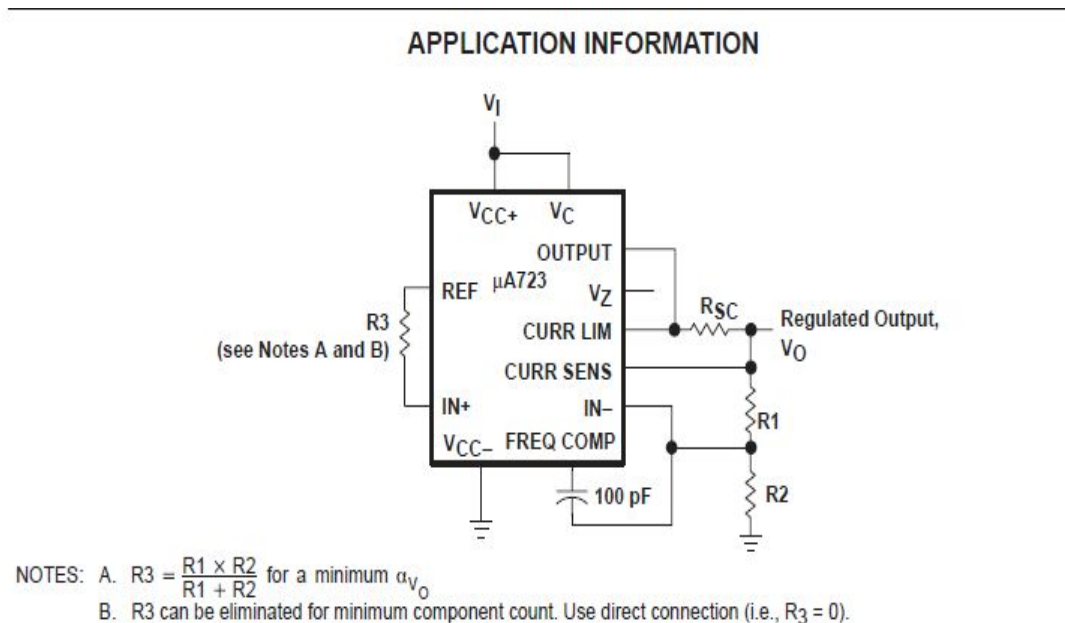 APPLICATION INFORMATION
VI
VCC+ VC
OUTPUT
REF µA723
VZ
RSC
Regulated Output,
VO
R3
(see Notes A and B)
CURR LIM
CURR SENS
IN+
IN–
R1
VCC–
FREQ COMP
R2
100 pF
NOTES: A. R3 = R1 × R2 / R1 + R2 for a minimum αVO
B. R3 can be eliminated for minimum component count. Use direct connection (i.e., R3 = 0).